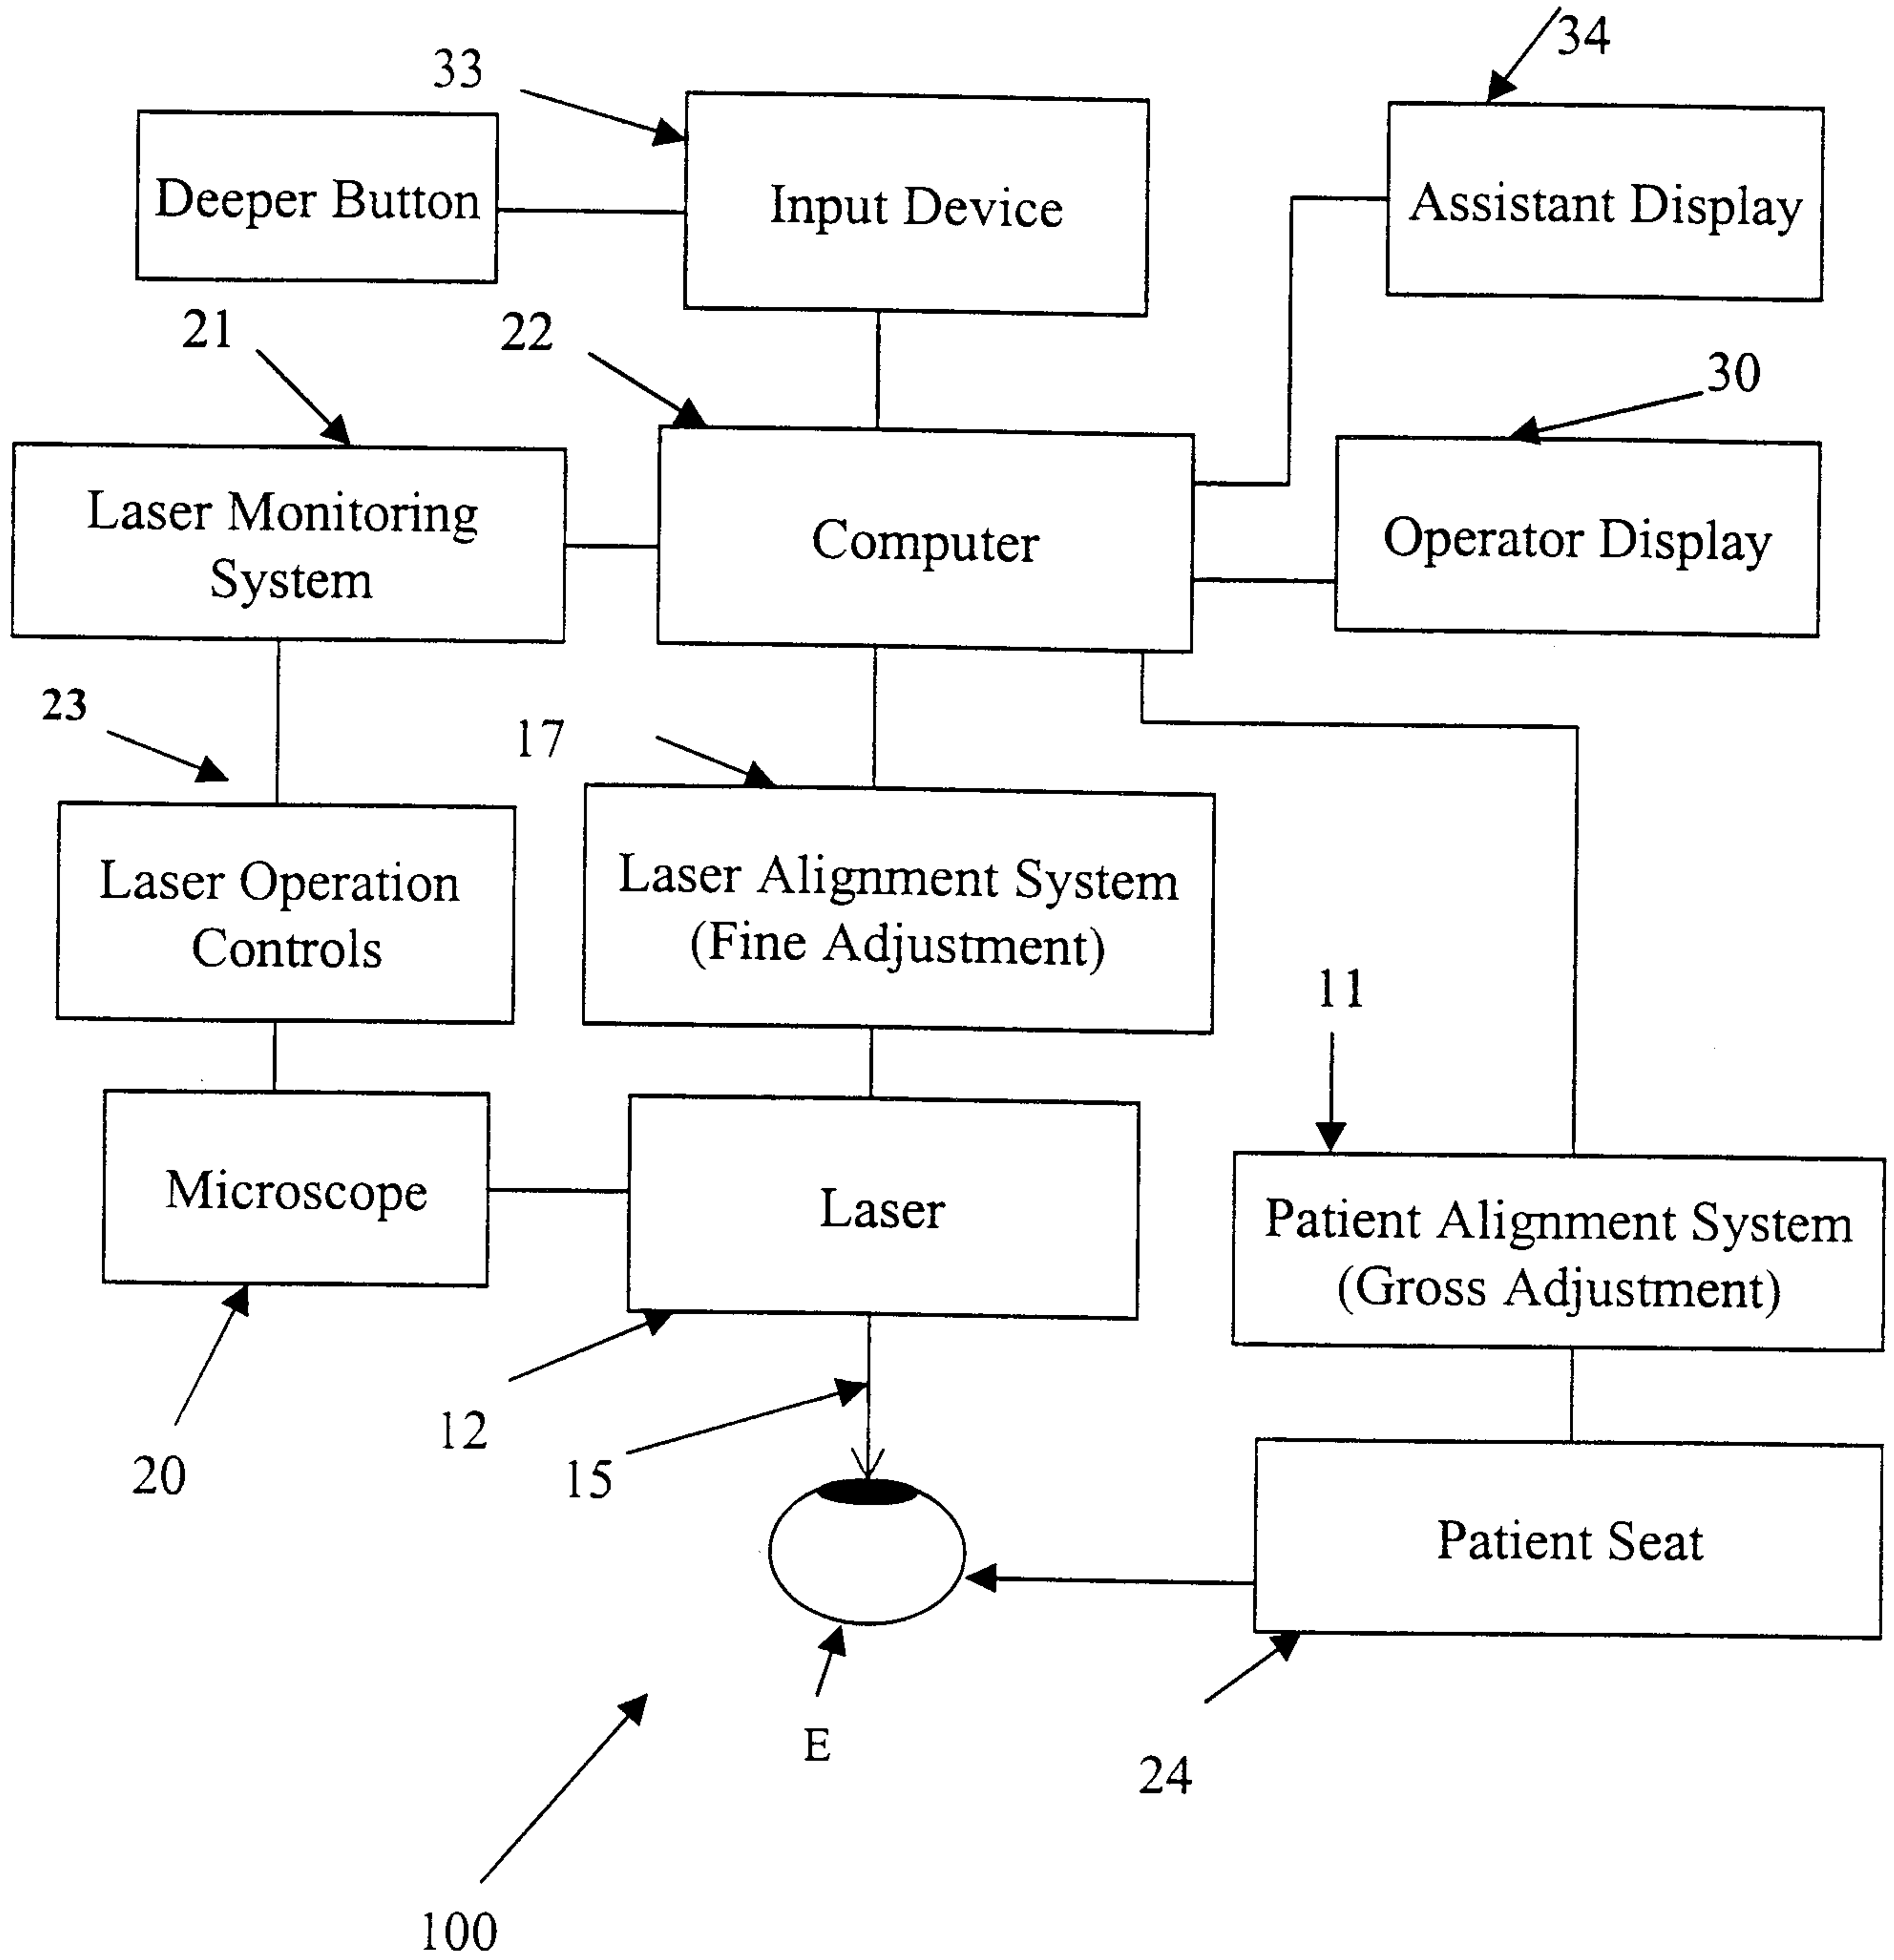 34
33
Deeper Button
Input Device
Assistant Display
21
22
30
Laser Monitoring
System
Computer
Operator Display
23
17
Laser Operation
Controls
Laser Alignment System
(Fine Adjustment)
11
Microscope
Laser
Patient Alignment System
(Gross Adjustment)
12
20
15
Patient Seat
E
24
100